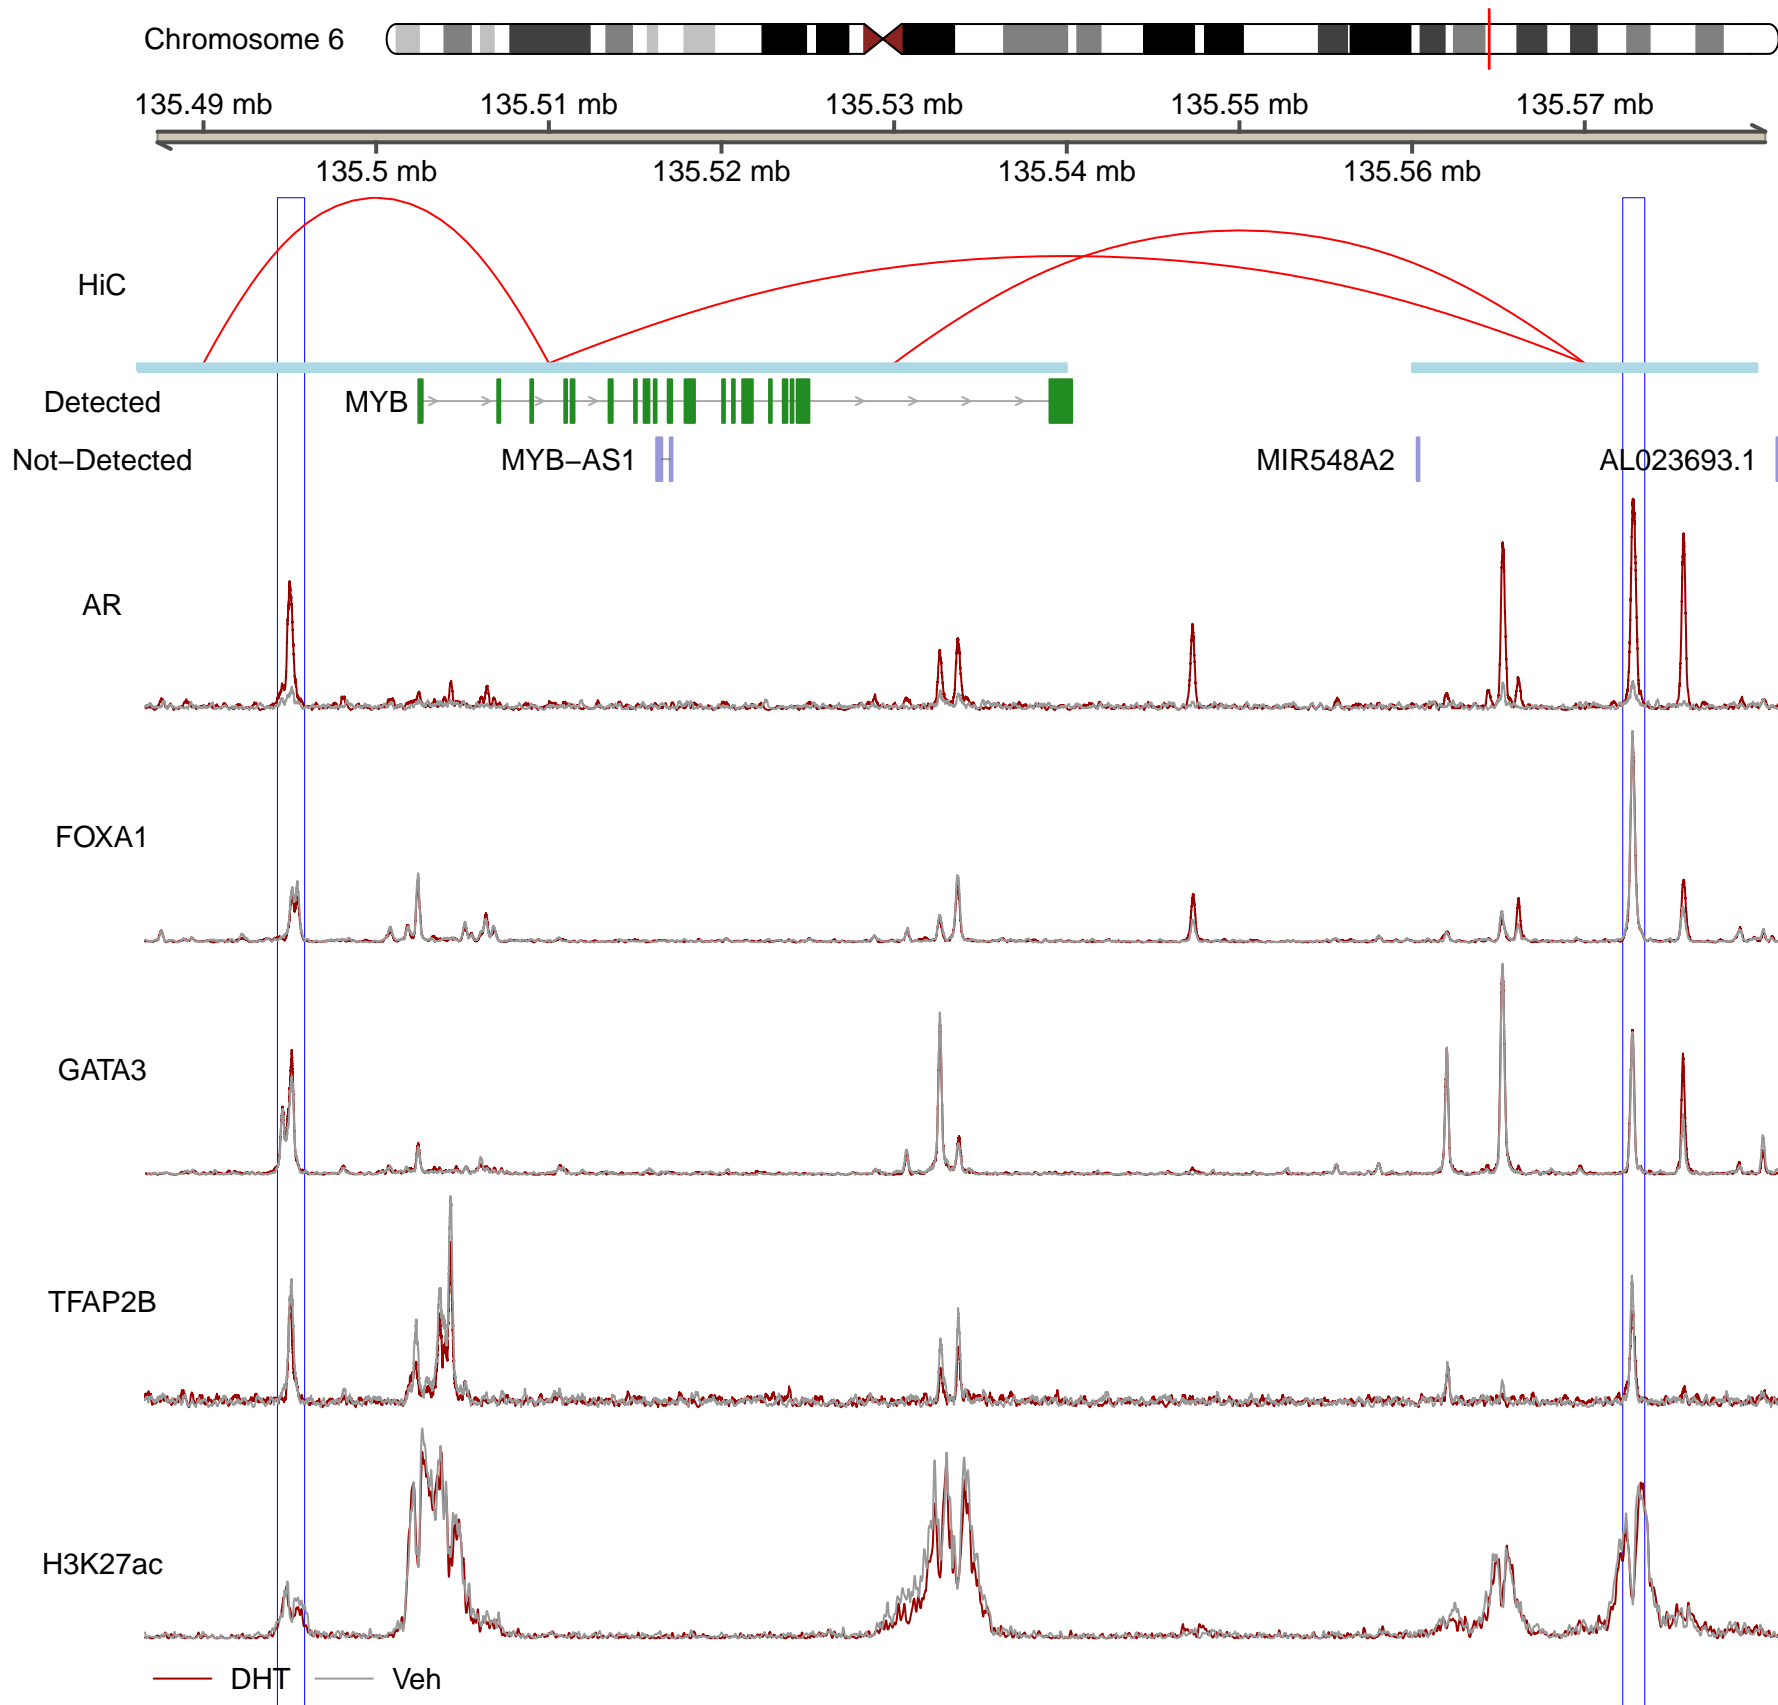 Chromosome 6
135.49 mb 135.51 mb 135.53 mb 135.55 mb 135.57 mb
135.5 mb 135.52 mb 135.54 mb 135.56 mb
HiC
Detected MYB
Not−Detected MYB−AS1 MIR548A2 AL023693.1
AR
FOXA1
GATA3
TFAP2B
H3K27ac
DHT Veh